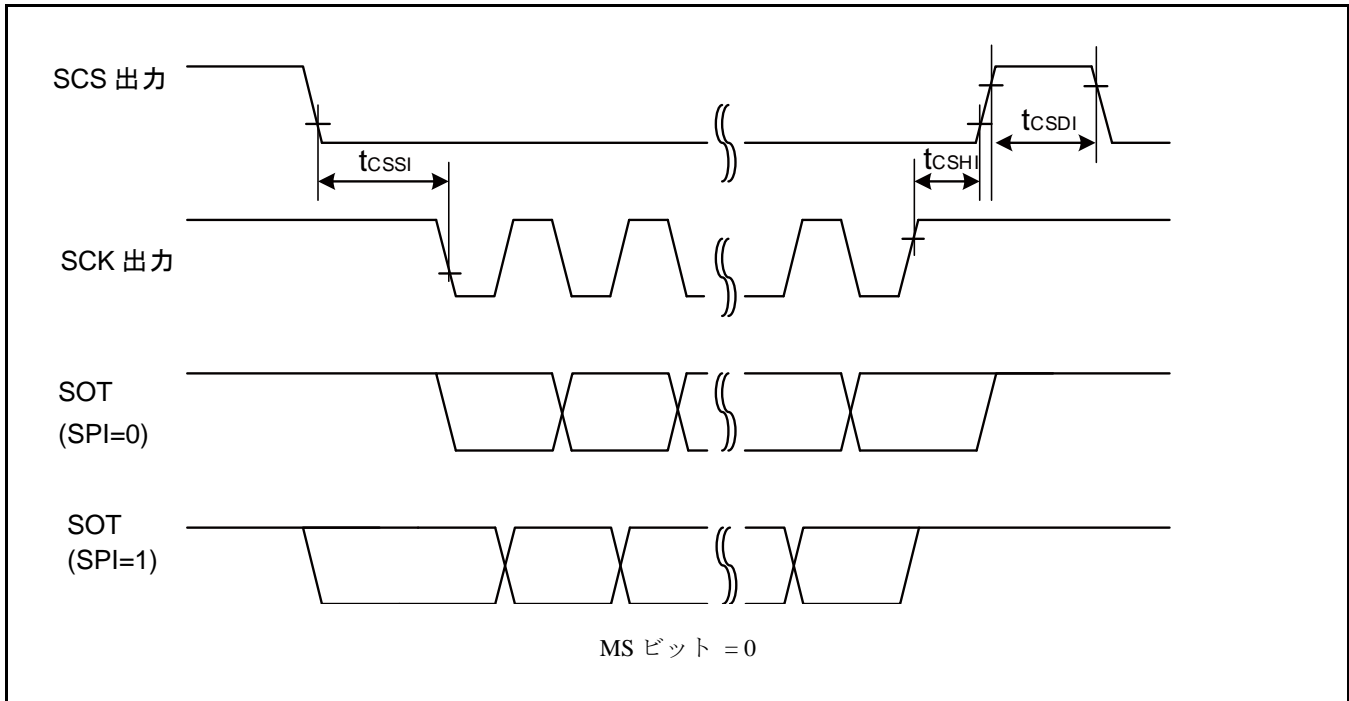 SCS 出力
tCSSI
tCSHI
tCSDI
SCK 出力
SOT
(SPI=0)
SOT
(SPI=1)
MS ビット = 0